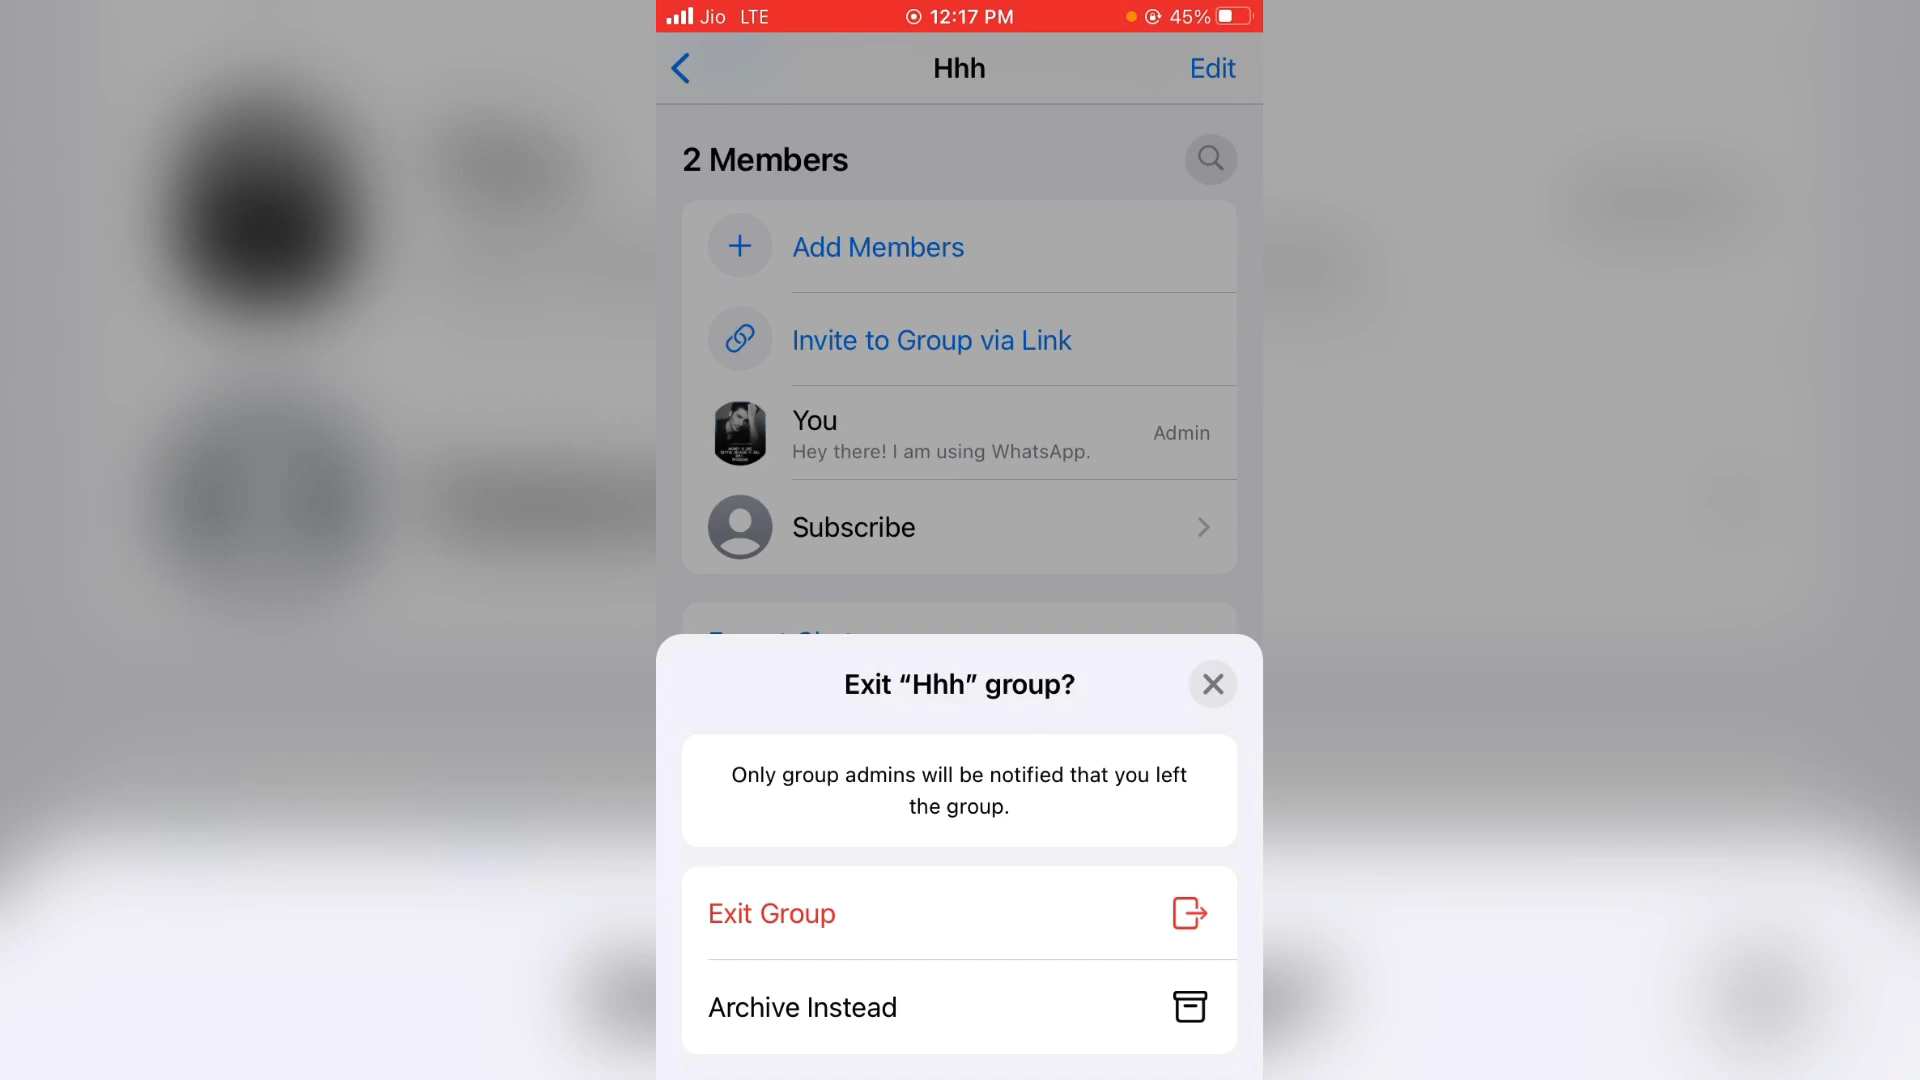 Jio LTE 12:17 PM 45%
Hhh Edit
2 Members
Add Members
Invite to Group via Link
You
Admin
Hey there! I am using WhatsApp.
Subscribe
Exit “Hhh” group?
Only group admins will be notified that you left
the group.
Exit Group
Archive Instead